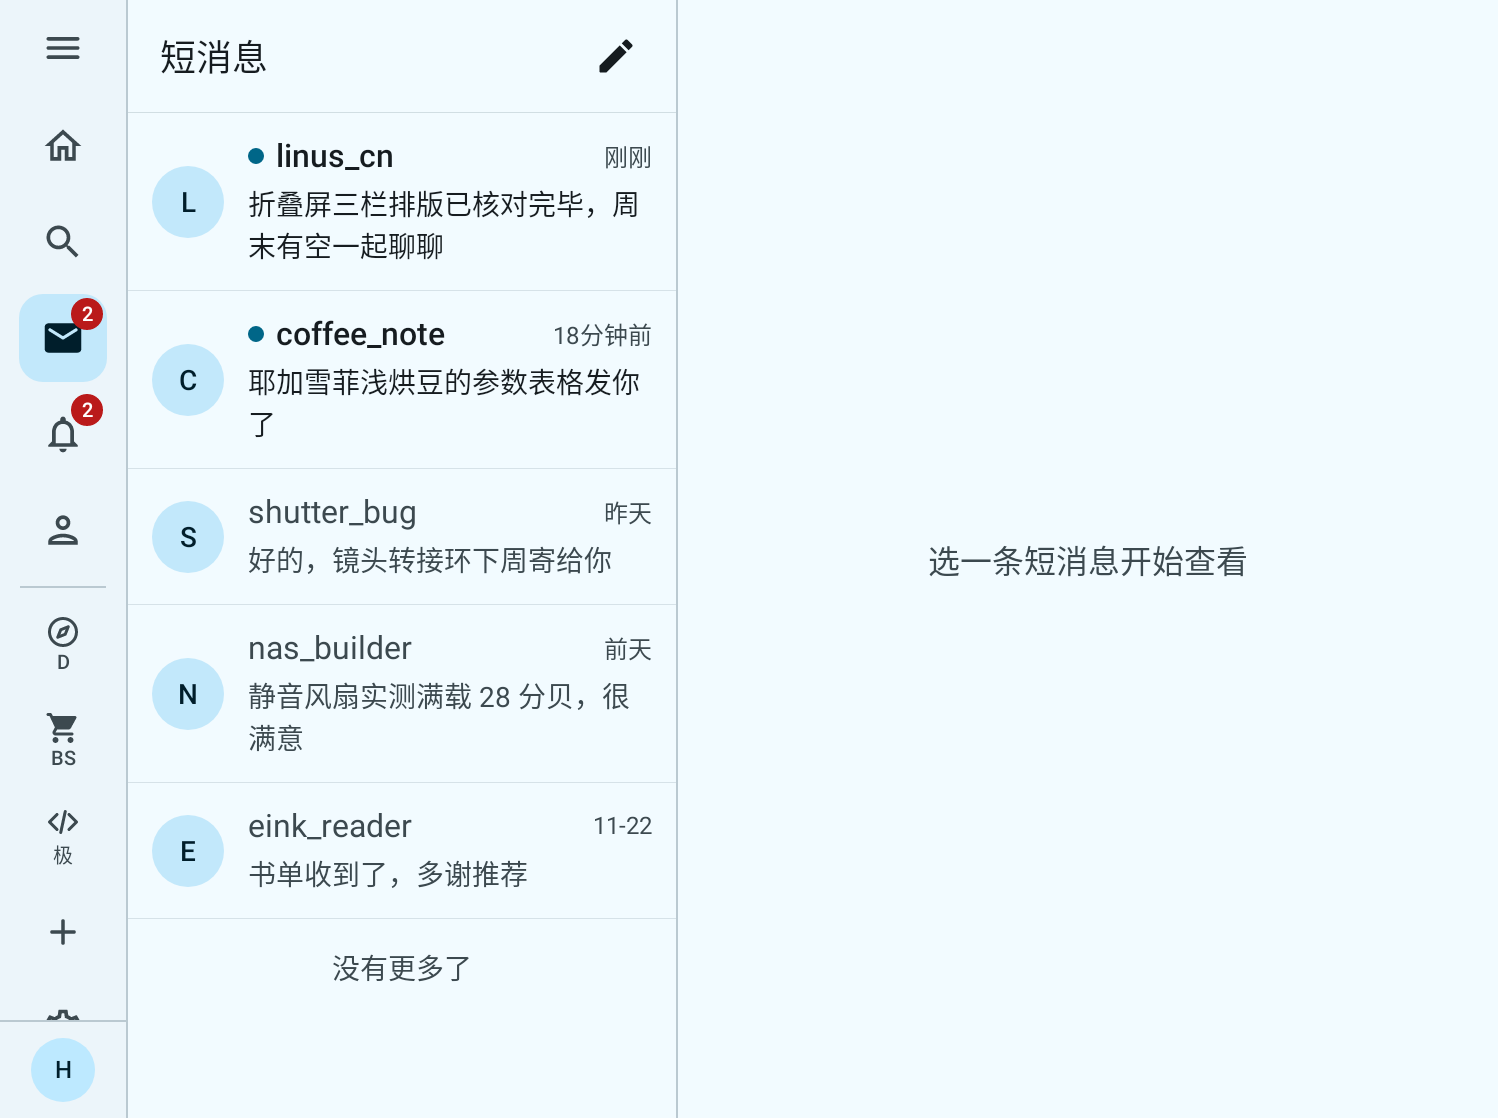 2
2
D
BS
极
H
短消息
L
linus_cn
刚刚
折叠屏三栏排版已核对完毕，周
末有空一起聊聊
C
coffee_note
18分钟前
耶加雪菲浅烘豆的参数表格发你
了
S
shutter_bug
昨天
好的，镜头转接环下周寄给你
N
nas_builder
前天
静音风扇实测满载 28 分贝，很
满意
E
eink_reader
11-22
书单收到了，多谢推荐
没有更多了
选一条短消息开始查看